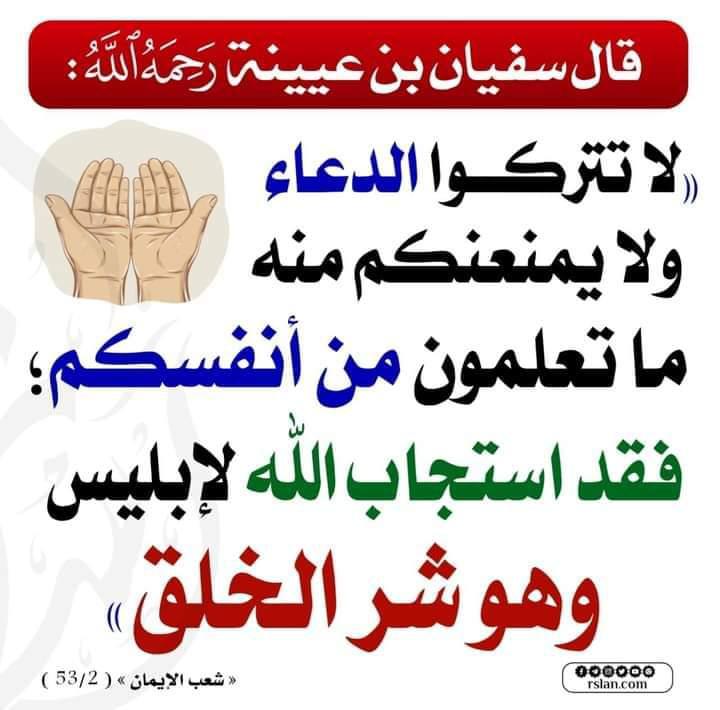 قال سفيان بن عيينة رَحِمَهُ ٱللَّهُ :
«لا تتركوا الدعاء
ولا يمنعنكم منه
ما تعلمون من أنفسكم؛
فقد استجاب الله لإبليس
وهو شر الخلق»
« شعب الإيمان » ( 53/2 )
rslan.com